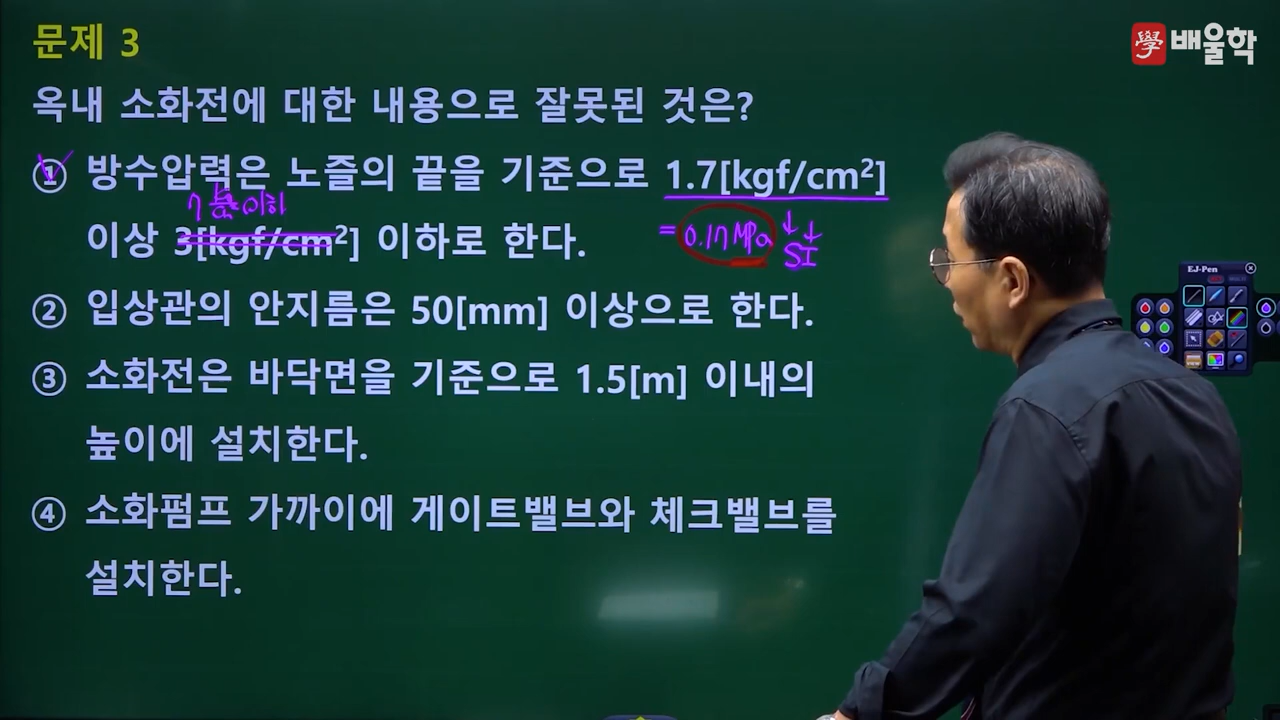 문제 3
學 배울학
옥내 소화전에 대한 내용으로 잘못된 것은?
① 방수압력은 노즐의 끝을 기준으로 1.7[kgf/cm²]
7 이하
이상 3[kgf/cm²] 이하로 한다.
= 0.17 MPa SI
② 입상관의 안지름은 50[mm] 이상으로 한다.
EJ-Pen
③ 소화전은 바닥면을 기준으로 1.5[m] 이내의
높이에 설치한다.
④ 소화펌프 가까이에 게이트밸브와 체크밸브를
설치한다.